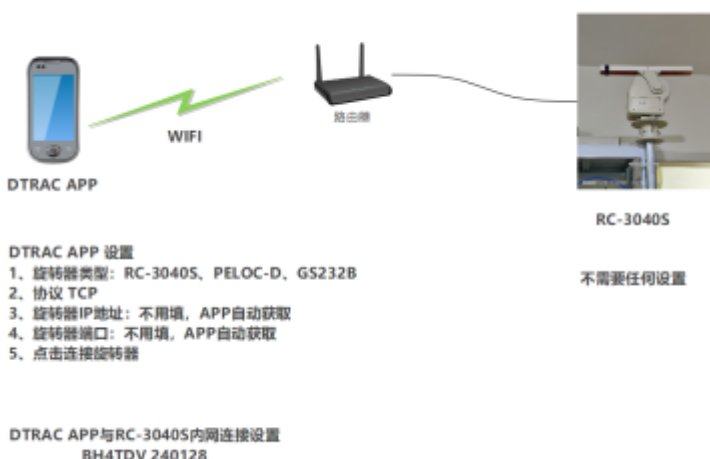 路由器
WIFI
DTRAC APP
RC-3040S
DTRAC APP 设置
1、旋转器类型：RC-3040S、PELOC-D、GS232B
2、协议 TCP
3、旋转器IP地址：不用填，APP自动获取
4、旋转器端口：不用填，APP自动获取
5、点击连接旋转器
不需要任何设置
DTRAC APP与RC-3040S内网连接设置
BH4TDV 240128